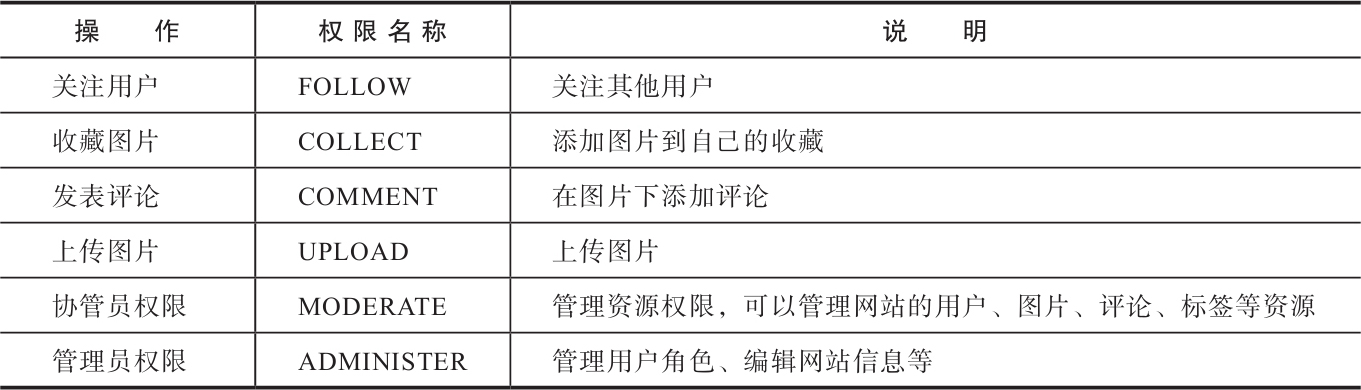 操 作 权限名称 说 明
关注用户 FOLLOW 关注其他用户
收藏图片 COLLECT 添加图片到自己的收藏
发表评论 COMMENT 在图片下添加评论
上传图片 UPLOAD 上传图片
协管员权限 MODERATE 管理资源权限，可以管理网站的用户、图片、评论、标签等资源
管理员权限 ADMINISTER 管理用户角色、编辑网站信息等